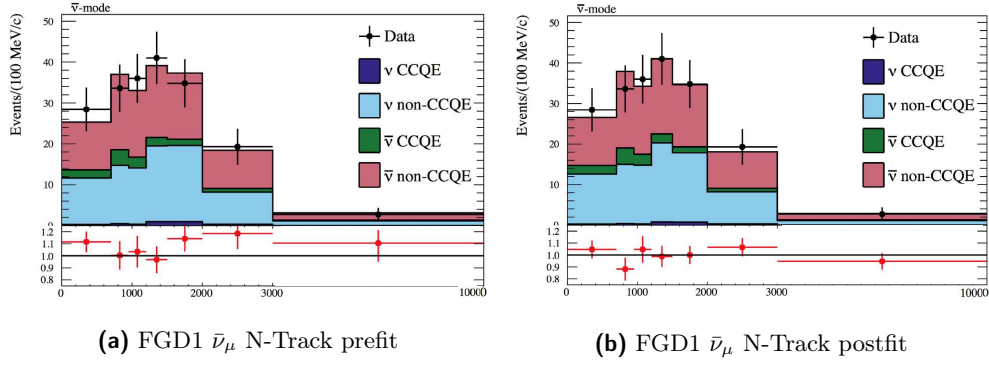 ν̄-mode
Events/(100 MeV/c)
50
40
30
20
10
0
Data
ν CCQE
ν non-CCQE
ν̄ CCQE
ν̄ non-CCQE
1.2
1.1
1.0
0.9
0.8
0 1000 2000 3000 10000
(a) FGD1 ν̄μ N-Track prefit
ν̄-mode
Events/(100 MeV/c)
50
40
30
20
10
0
Data
ν CCQE
ν non-CCQE
ν̄ CCQE
ν̄ non-CCQE
1.2
1.1
1.0
0.9
0.8
0 1000 2000 3000 10000
(b) FGD1 ν̄μ N-Track postfit